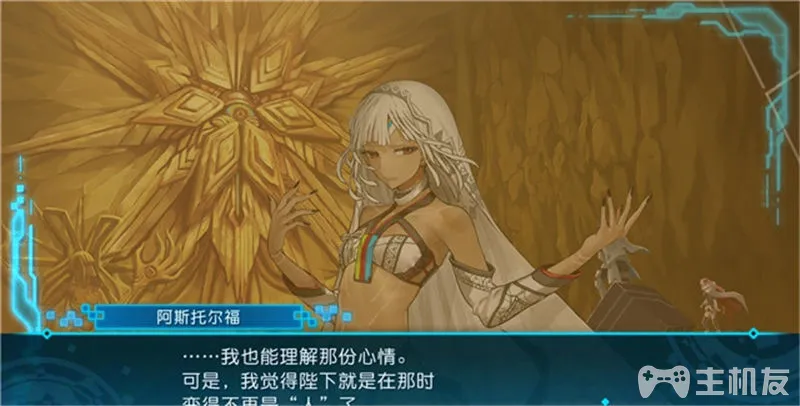 阿斯托尔福
……我也能理解那份心情。
可是，我觉得陛下就是在那时
变得不再是“人”了
主机友